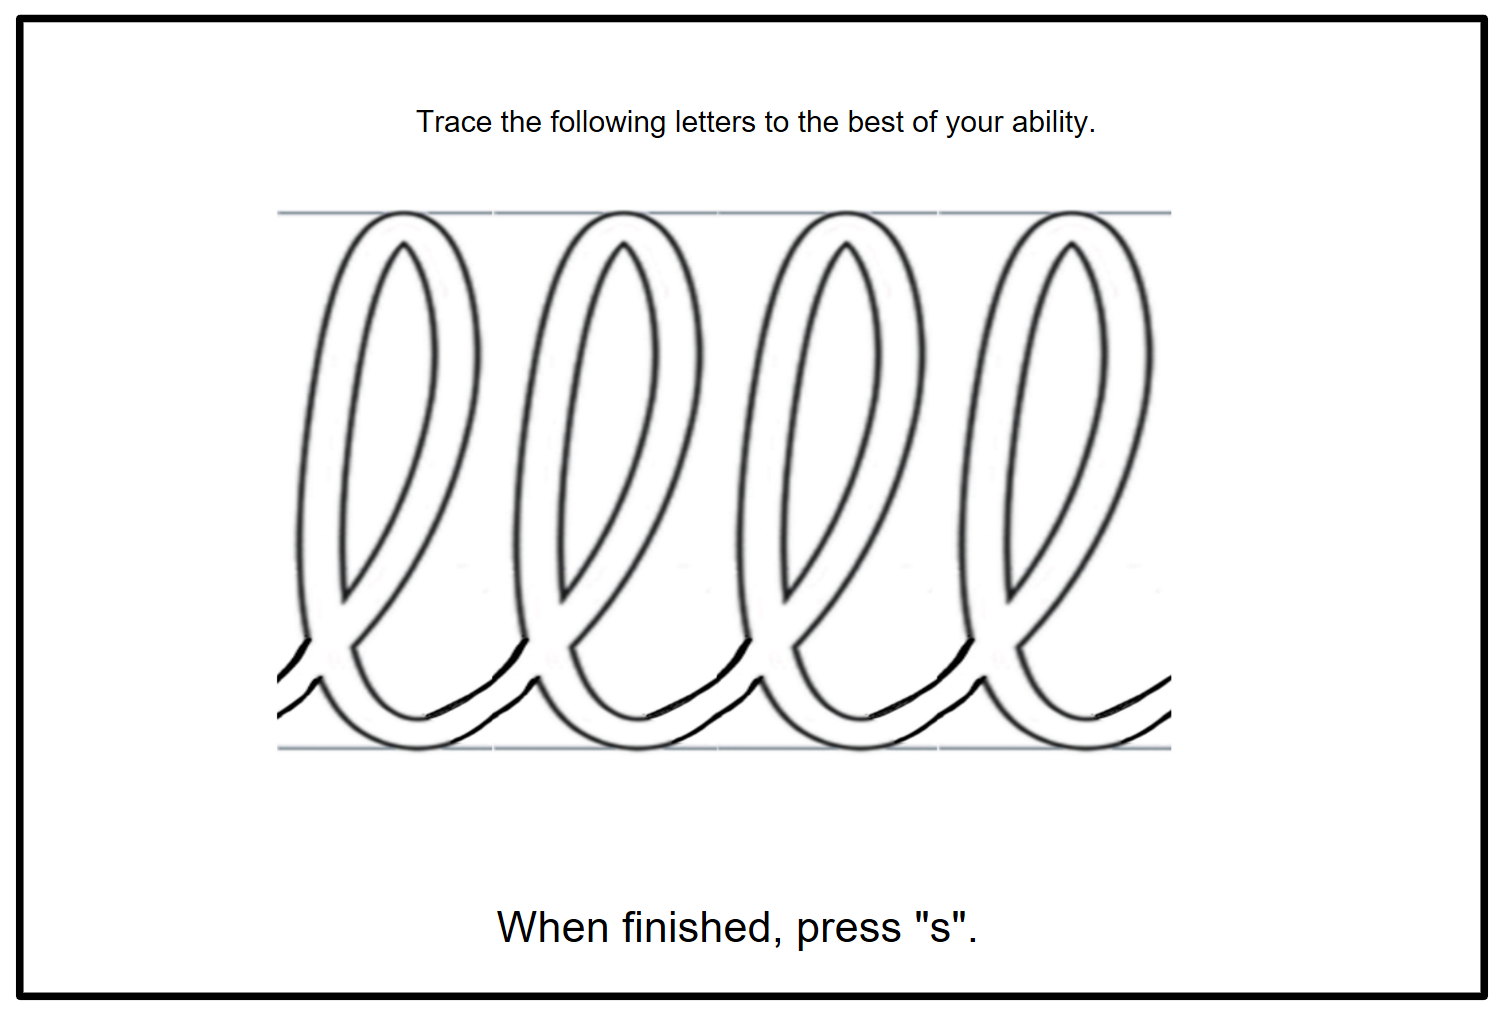 Trace the following letters to the best of your ability.
llll
When finished, press "s".